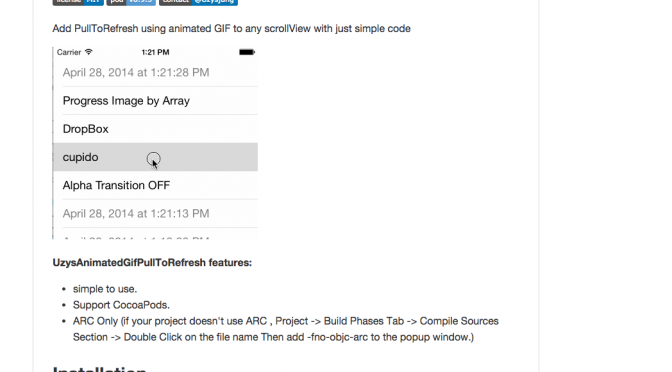 license MIT pod v0.9.3 contact @uzysjung
Add PullToRefresh using animated GIF to any scrollView with just simple code
Carrier 1:21 PM
April 28, 2014 at 1:21:28 PM
Progress Image by Array
DropBox
cupido
Alpha Transition OFF
April 28, 2014 at 1:21:13 PM
UzysAnimatedGifPullToRefresh features:
simple to use.
Support CocoaPods.
ARC Only (if your project doesn't use ARC , Project -> Build Phases Tab -> Compile Sources
Section -> Double Click on the file name Then add -fno-objc-arc to the popup window.)
Installation